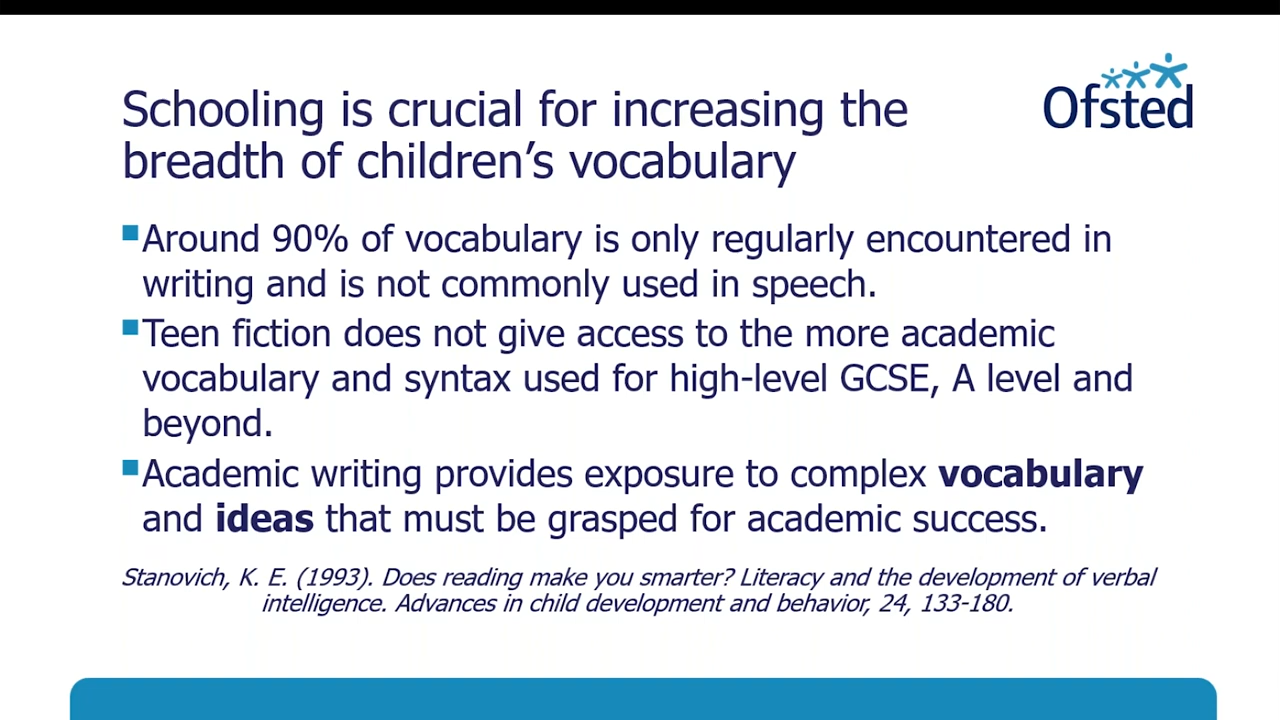 Schooling is crucial for increasing the
breadth of children’s vocabulary
Ofsted
Around 90% of vocabulary is only regularly encountered in
writing and is not commonly used in speech.
Teen fiction does not give access to the more academic
vocabulary and syntax used for high-level GCSE, A level and
beyond.
Academic writing provides exposure to complex vocabulary
and ideas that must be grasped for academic success.
Stanovich, K. E. (1993). Does reading make you smarter? Literacy and the development of verbal
intelligence. Advances in child development and behavior, 24, 133-180.